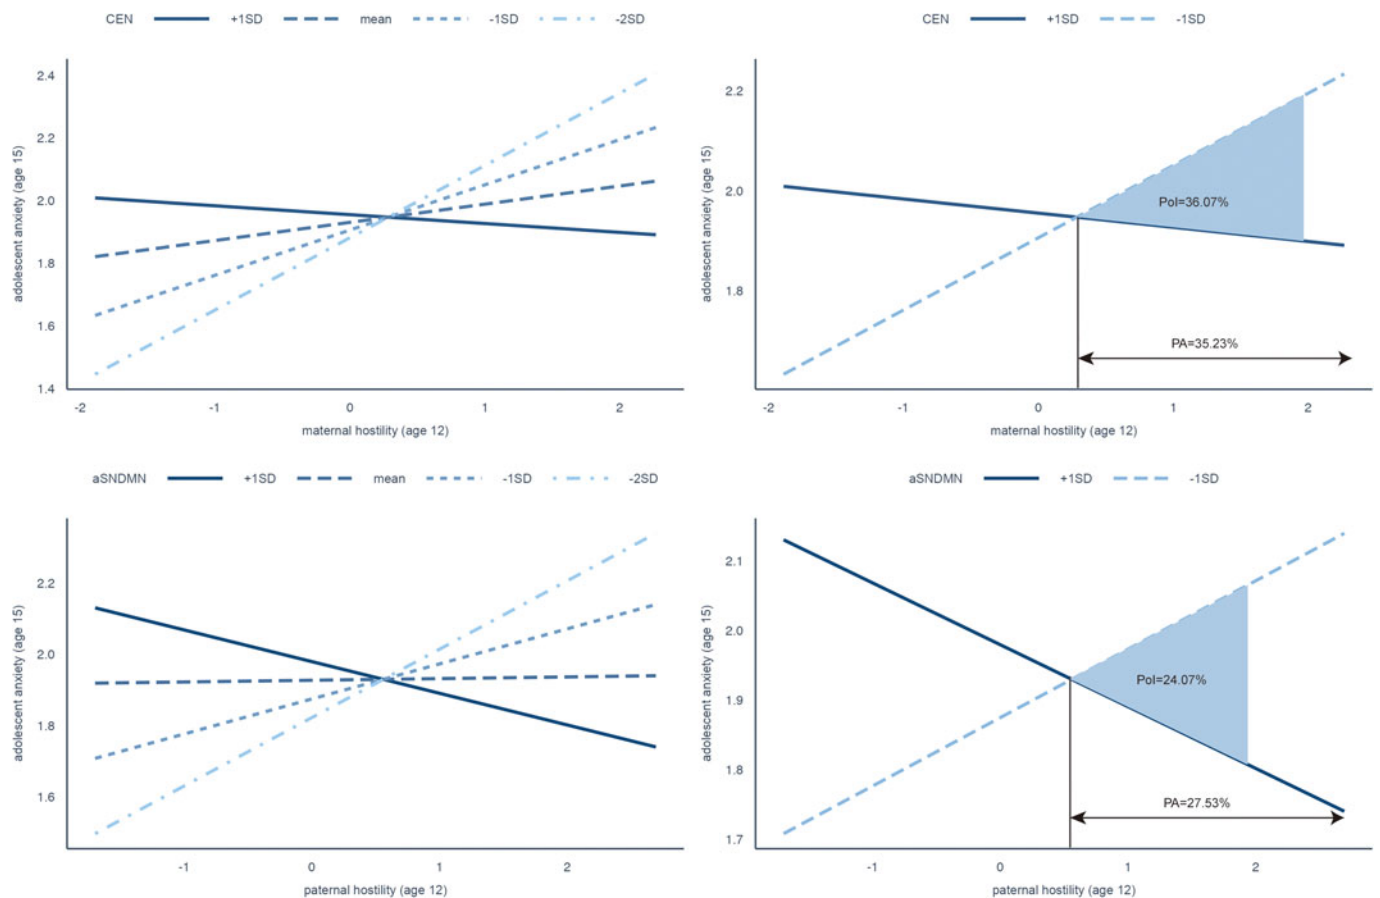 CEN +1SD mean -1SD -2SD
2.4
2.2
2.0
1.8
1.6
1.4
adolescent anxiety (age 15)
-2 -1 0 1 2
maternal hostility (age 12)
CEN +1SD -1SD
2.2
2.0
1.8
adolescent anxiety (age 15)
PoI=36.07%
PA=35.23%
-2 -1 0 1 2
maternal hostility (age 12)
aSNDMN +1SD mean -1SD -2SD
2.2
2.0
1.8
1.6
adolescent anxiety (age 15)
-1 0 1 2
paternal hostility (age 12)
aSNDMN +1SD -1SD
2.1
2.0
1.9
1.8
1.7
adolescent anxiety (age 15)
PoI=24.07%
PA=27.53%
-1 0 1 2
paternal hostility (age 12)